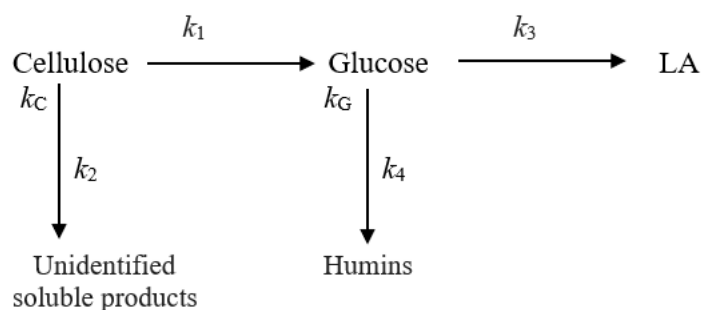 k1 k3
Cellulose Glucose LA
kC kG
k2 k4
Unidentified Humins
soluble products